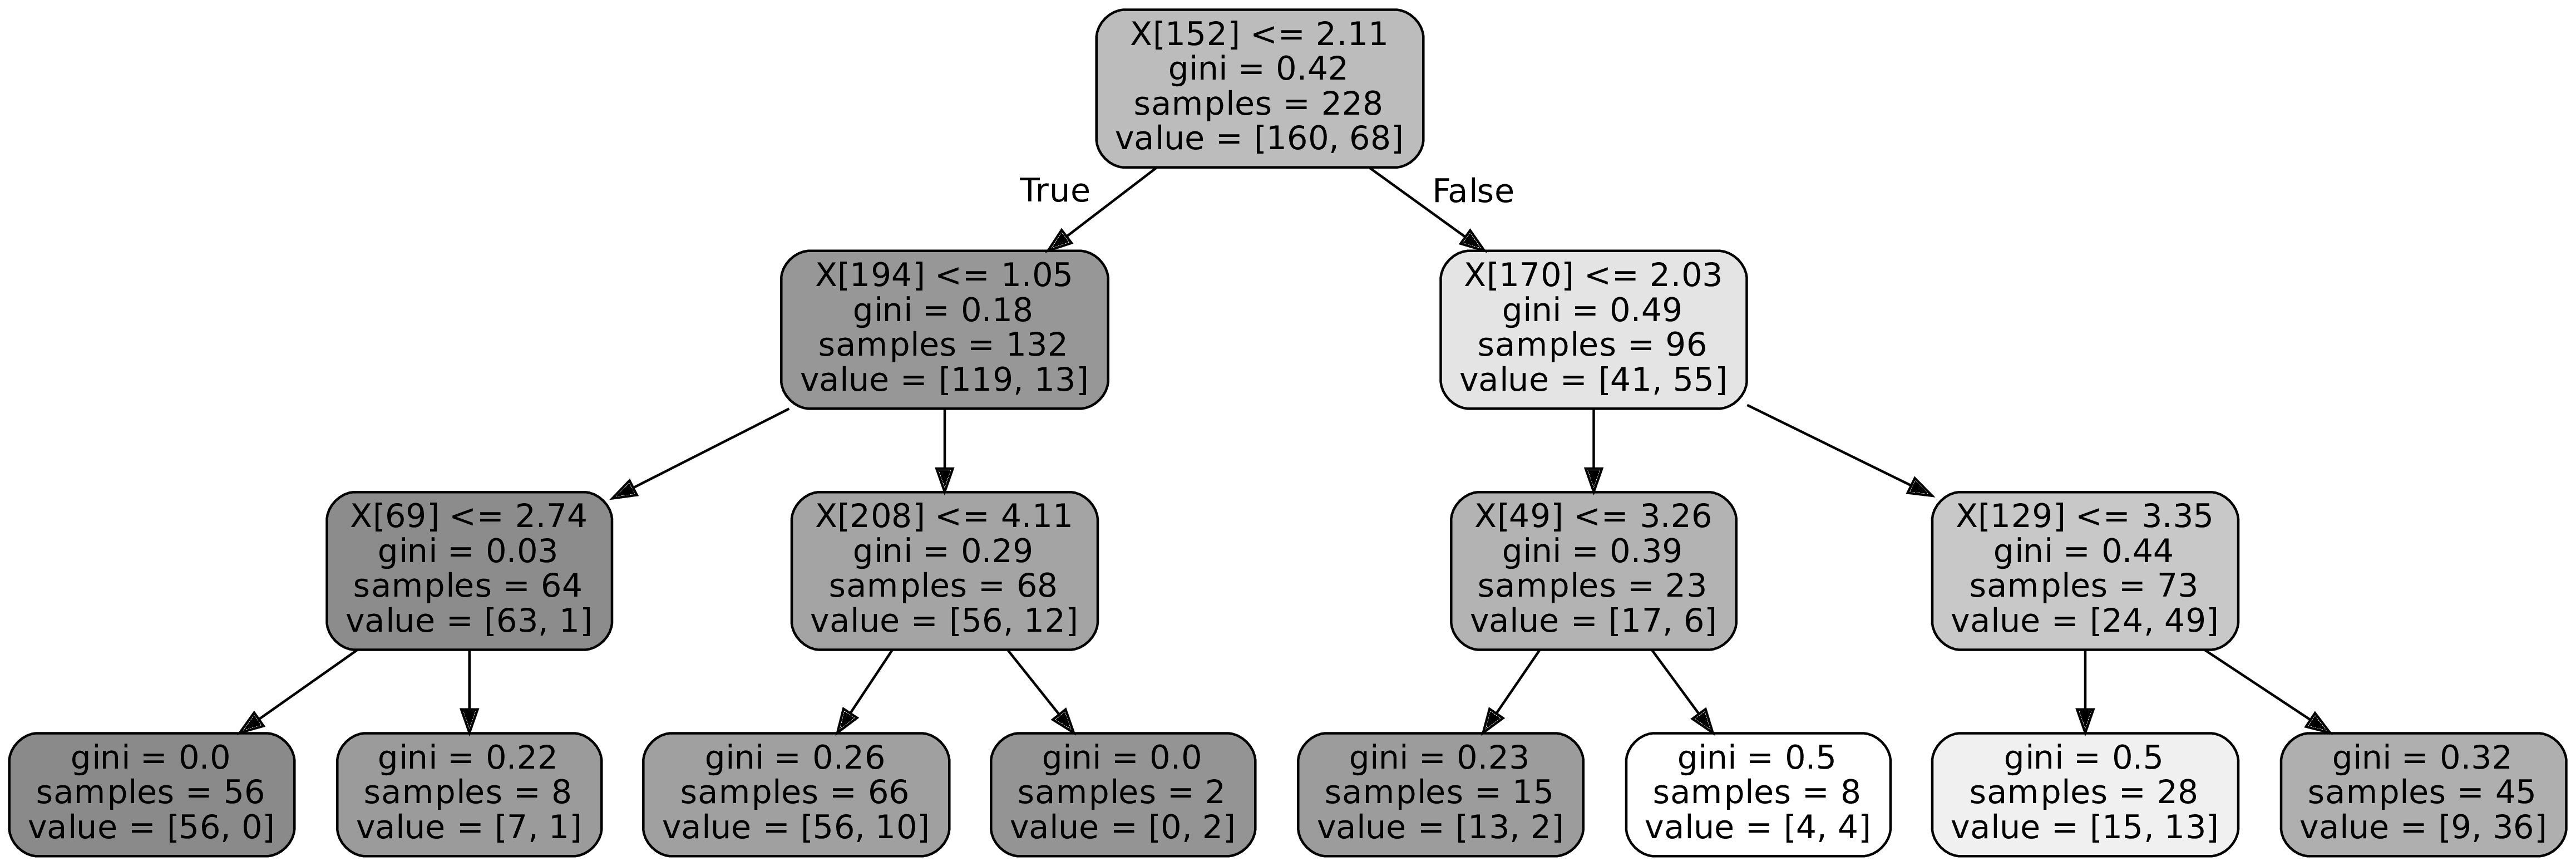 X[152] <= 2.11
gini = 0.42
samples = 228
value = [160, 68]
True
False
X[194] <= 1.05
gini = 0.18
samples = 132
value = [119, 13]
X[170] <= 2.03
gini = 0.49
samples = 96
value = [41, 55]
X[69] <= 2.74
gini = 0.03
samples = 64
value = [63, 1]
X[208] <= 4.11
gini = 0.29
samples = 68
value = [56, 12]
X[49] <= 3.26
gini = 0.39
samples = 23
value = [17, 6]
X[129] <= 3.35
gini = 0.44
samples = 73
value = [24, 49]
gini = 0.0
samples = 56
value = [56, 0]
gini = 0.22
samples = 8
value = [7, 1]
gini = 0.26
samples = 66
value = [56, 10]
gini = 0.0
samples = 2
value = [0, 2]
gini = 0.23
samples = 15
value = [13, 2]
gini = 0.5
samples = 8
value = [4, 4]
gini = 0.5
samples = 28
value = [15, 13]
gini = 0.32
samples = 45
value = [9, 36]